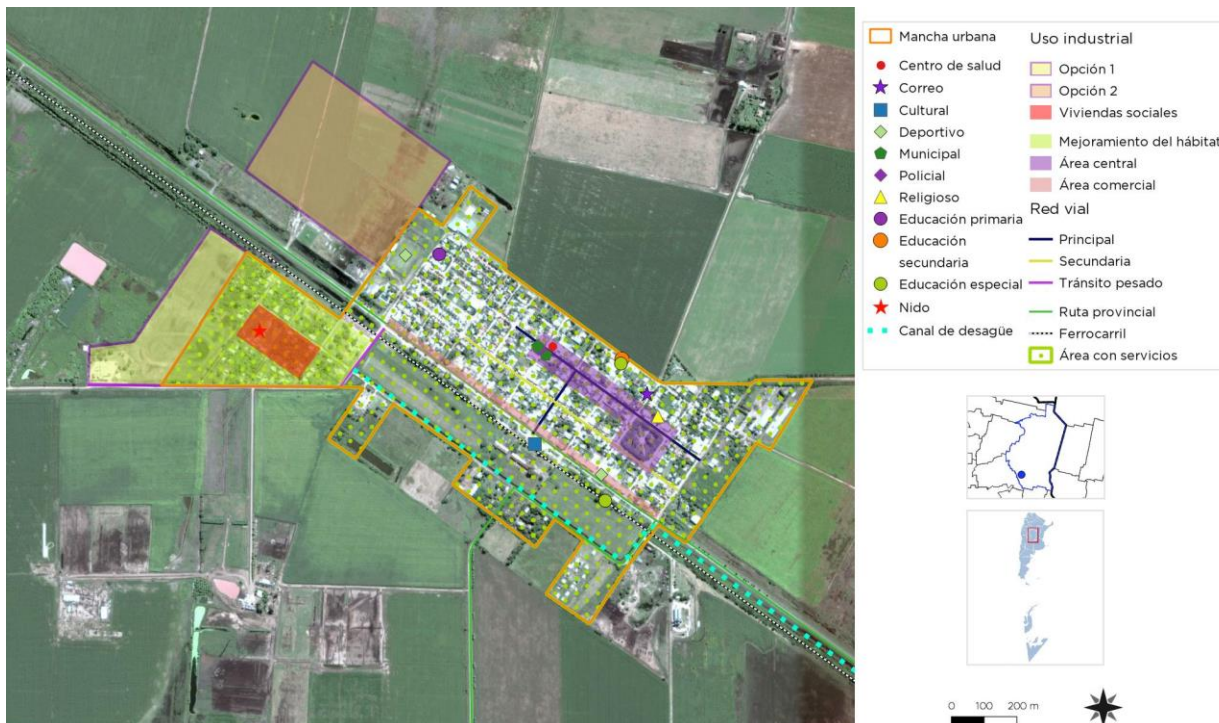 Mancha urbana
Centro de salud
Correo
Cultural
Deportivo
Municipal
Policial
Religioso
Educación primaria
Educación
secundaria
Educación especial
Nido
Canal de desagüe
Uso industrial
Opción 1
Opción 2
Viviendas sociales
Mejoramiento del hábitat
Área central
Área comercial
Red vial
Principal
Secundaria
Tránsito pesado
Ruta provincial
Ferrocarril
Área con servicios
0 100 200 m